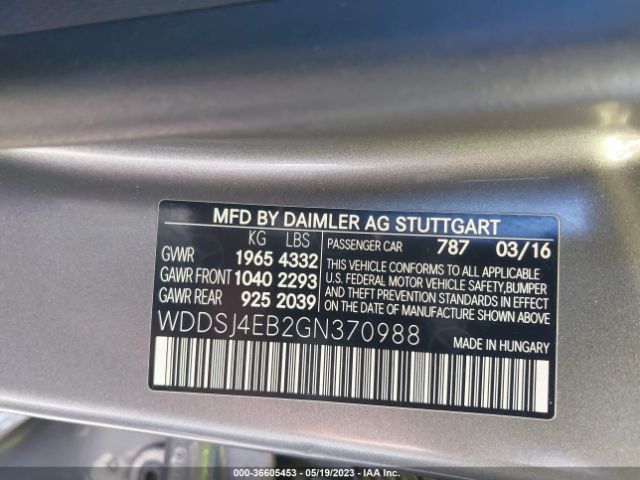 MFD BY DAIMLER AG STUTTGART
KG LBS
GVWR 1965 4332
GAWR FRONT 1040 2293
GAWR REAR 925 2039
PASSENGER CAR 787 03/16
THIS VEHICLE CONFORMS TO ALL APPLICABLE
U.S. FEDERAL MOTOR VEHICLE SAFETY, BUMPER
AND THEFT PREVENTION STANDARDS IN EFFECT
ON THE DATE OF MANUFACTURE SHOWN ABOVE.
WDDSJ4EB2GN370988 MADE IN HUNGARY
000-36605453 - 05/19/2023 - IAA Inc.